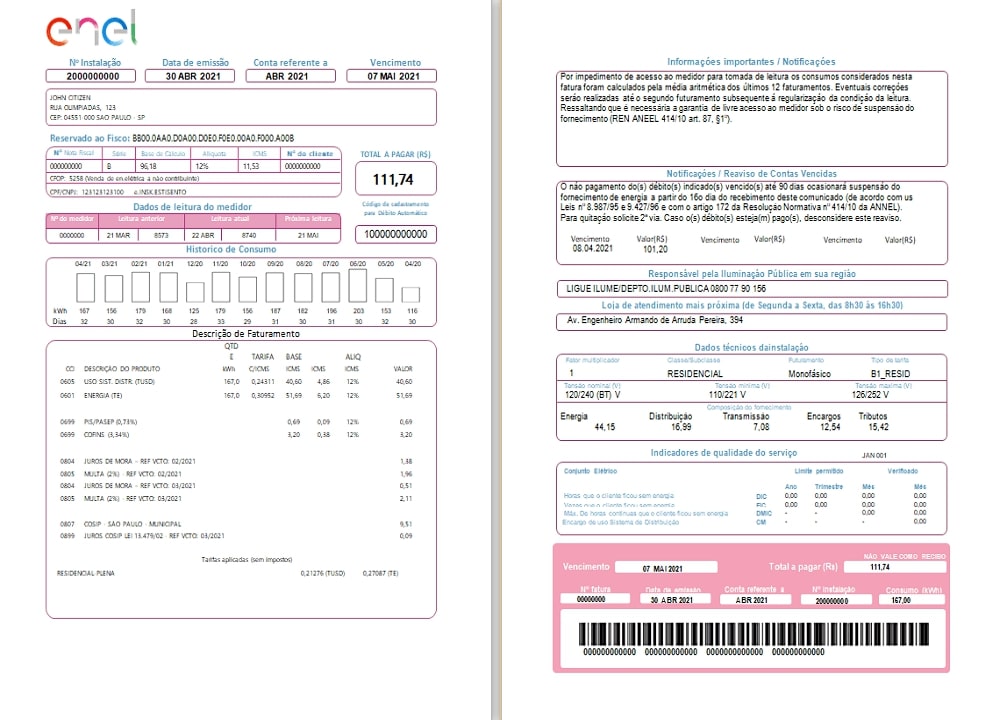 enel
Nº Instalação Data de emissão Conta referente a Vencimento
2000000000 30 ABR 2021 ABR 2021 07 MAI 2021
JOHN CITIZEN
RUA OLIMPIADAS, 123
CEP: 04551-000 SAO PAULO - SP
Reservado ao Fisco: BB00.0AA0.D0A00.D0E0.F0E0.00A0.F000.A00B
Nº Nota Fiscal Série Base de Cálculo Alíquota ICMS Nº do cliente
00000000 B 96,18 12% 11,53 0000000000
CFOP: 5258 (Venda de en.elétrica a não contribuinte)
CPF/CNPJ: 123123123100 e.INSK.EST.ISENTO
TOTAL A PAGAR (R$)
111,74
Dados de leitura do medidor
Nº do medidor Leitura anterior Leitura atual Próxima leitura
0000000 21 MAR 8573 22 ABR 8740 21 MAI
Código de cadastramento
para Débito Automático
100000000000
Historico de Consumo
04/21 03/21 02/21 01/21 12/20 11/20 10/20 09/20 08/20 07/20 06/20 05/20 04/20
kWh 167 156 179 168 125 179 156 187 182 196 203 153 116
Dias 32 30 30 32 28 33 29 31 30 31 30 32 30
Descrição de Faturamento
QTD
E TARIFA BASE ALIQ
CCI DESCRIÇÃO DO PRODUTO kWh C/ICMS ICMS ICMS ICMS VALOR
0605 USO SIST. DISTR. (TUSD) 167,0 0,24311 40,60 4,86 12% 40,60
0601 ENERGIA (TE) 167,0 0,30952 51,69 6,20 12% 51,69
0699 PIS/PASEP (0,73%) 0,69 0,09 12% 0,69
0699 COFINS (3,34%) 3,20 0,38 12% 3,20
0804 JUROS DE MORA - REF VCTO: 02/2021 1,38
0805 MULTA (2%) - REF VCTO: 02/2021 1,96
0804 JUROS DE MORA - REF VCTO: 03/2021 0,51
0805 MULTA (2%) - REF VCTO: 03/2021 2,11
0807 COSIP - SAO PAULO - MUNICIPAL 9,51
0899 JUROS COSIP LEI 13.479/02 - REF VCTO: 03/2021 0,09
Tarifas aplicadas (sem Impostos)
RESIDENCIAL PLENA 0,21276 (TUSD) 0,27087 (TE)
Informações importantes / Notificações
Por impedimento de acesso ao medidor para tomada de leitura os consumos considerados nesta
fatura foram calculados pela média aritmética dos últimos 12 faturamentos. Eventuais correções
serão realizadas até o segundo futuramento subsequente á regularização da condição da leitura.
Ressaltando que é necessária a garantia de livre acesso ao medidor sob o risco de suspensão do
fornecimento (REN ANEEL 414/10 art. 87, §1º).
Notificações / Reaviso de Contas Vencidas
O não pagamento do(s) débito(s) indicado(s) vencido(s) até 90 dias ocasionará suspensão do
fornecimento de energia a partir do 16o dia do recebimento deste comunicado (de acordo com us
Leis nº 8.987/95 e 9.427/96 e com o artigo 172 da Resolução Normativa nº 414/10 da ANNEL).
Para quitação solicite 2ª via. Caso o(s) débito(s) esteja(m) pago(s), desconsidere este reaviso.
Vencimento Valor(R$) Vencimento Valor(R$) Vencimento Valor(R$)
08.04.2021 101,20
Responsável pela Iluminação Pública em sua região
LIGUE ILUME/DEPTO.ILUM.PUBLICA 0800 77 90 156
Loja de atendimento mais próxima (de Segunda a Sexta, das 8h30 às 16h30)
Av. Engenheiro Armando de Arruda Pereira, 394
Dados técnicos dainstalação
Fator multiplicador Classe/Subclasse Futuramento Tipo da tarifa
1 RESIDENCIAL Monofásico B1_RESID
Tensão nominal (V) Tensão mínima (V) Tensão maxima (V)
120/240 (BT) V 110/221 V 126/252 V
Composição do fornecimento
Energia Distribuição Transmissão Encargos Tributos
44,15 16,99 7,08 12,54 15,42
Indicadores de qualidade do serviço JAN 001
Conjunto Elétrico Limite permitido Verificado
Ano Trimestre Mês Mês
Horas que o cliente ficou sem energia DIC 0,00 0,00 0,00 0,00
Vezes que o cliente ficou sem energia FIC 0,00 0,00 0,00 0,00
Máx. De horas contínuas que o cliente ficou sem energia DMIC - - 0,00 0,00
Encargo de uso Sistema de Distribuição CM - - 0,00
NÃO VALE COMO RECIBO
Vencimento 07 MAI 2021 Total a pagar (Rs) 111,74
Nº fatura Data de emissão Conta referente a Nº Instalação Consumo (kWh)
00000000 30 ABR 2021 ABR 2021 200000000 167,00
000000000000 000000000000 000000000000 000000000000